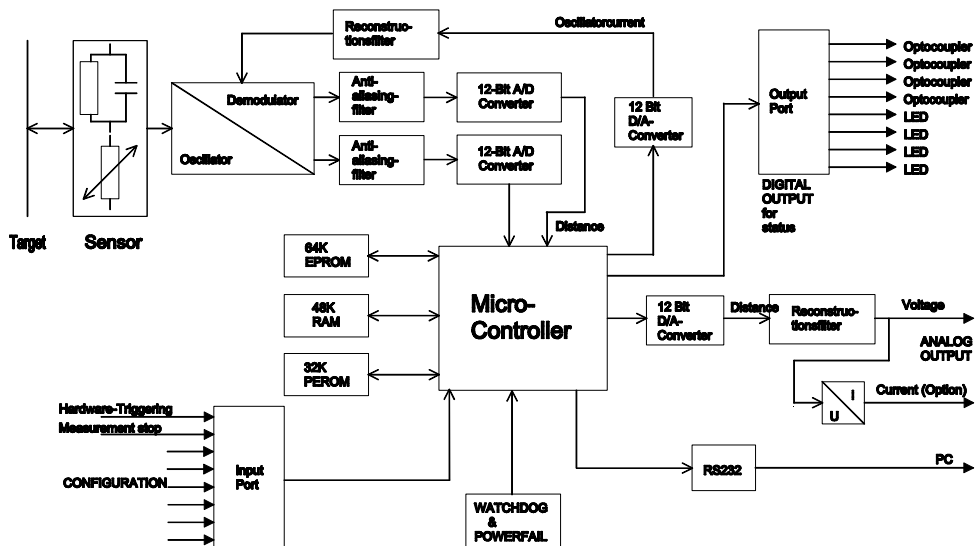 Oscillatorcurrent
Reconstruc-
tionsfilter
Demodulator
Oscillator
Anti-
aliasing-
filter
12-Bit A/D
Converter
Anti-
aliasing-
filter
12-Bit A/D
Converter
12 Bit
D/A-
Converter
Output
Port
Optocoupler
Optocoupler
Optocoupler
Optocoupler
LED
LED
LED
LED
DIGITAL
OUTPUT
for
status
Target
Sensor
Distance
64K
EPROM
48K
RAM
32K
PEROM
Micro-
Controller
12 Bit
D/A-
Converter
Distance
Reconstruc-
tionsfilter
Voltage
ANALOG
OUTPUT
I
U
Current (Option)
Hardware-Triggering
Measurement stop
CONFIGURATION
Input
Port
WATCHDOG
&
POWERFAIL
RS232
PC